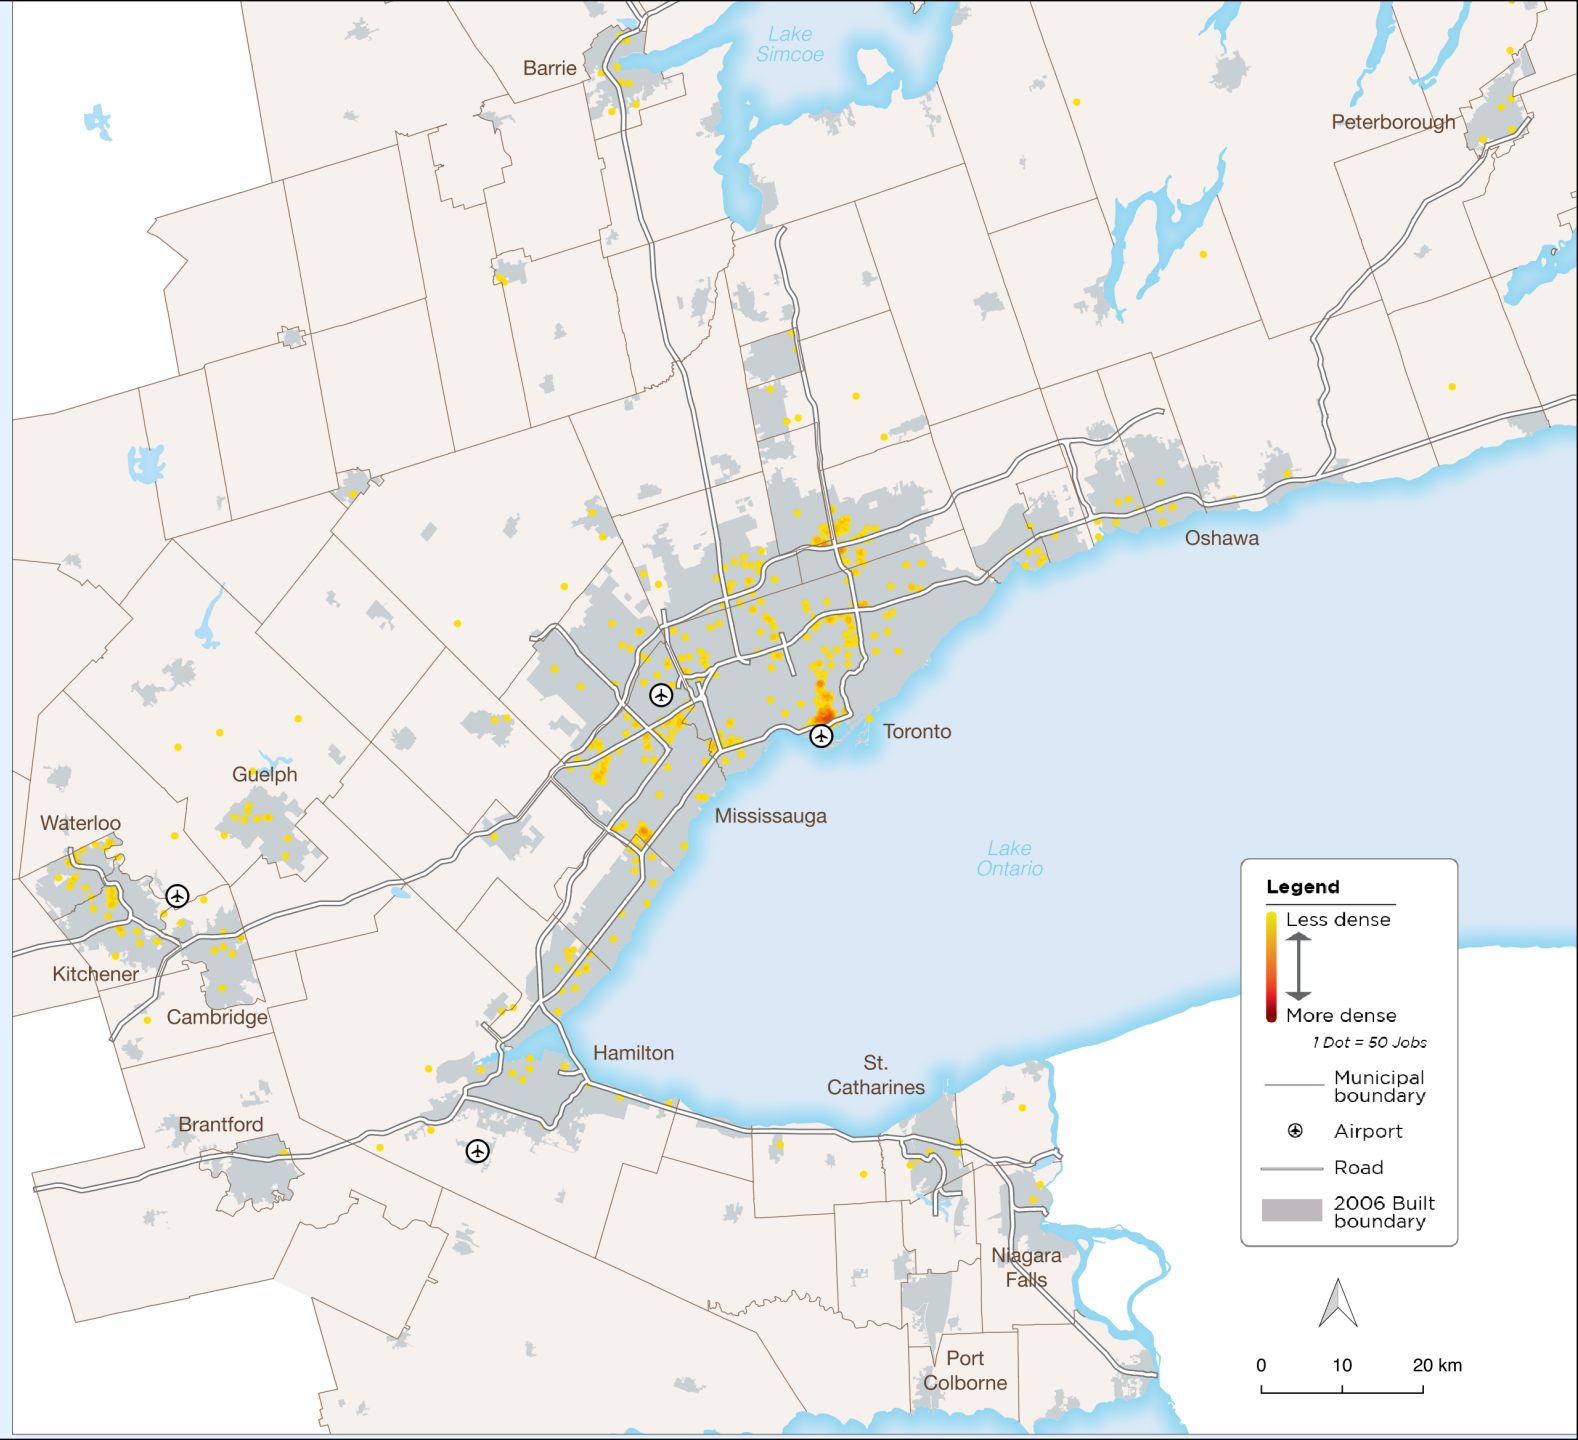 Lake
Simcoe
Barrie
Peterborough
Oshawa
Toronto
Guelph
Waterloo
Mississauga
Lake
Ontario
Kitchener
Cambridge
Hamilton
St.
Catharines
Brantford
Niagara
Falls
Port
Colborne
Legend
Less dense
More dense
1 Dot = 50 Jobs
Municipal
boundary
Airport
Road
2006 Built
boundary
0 10 20 km